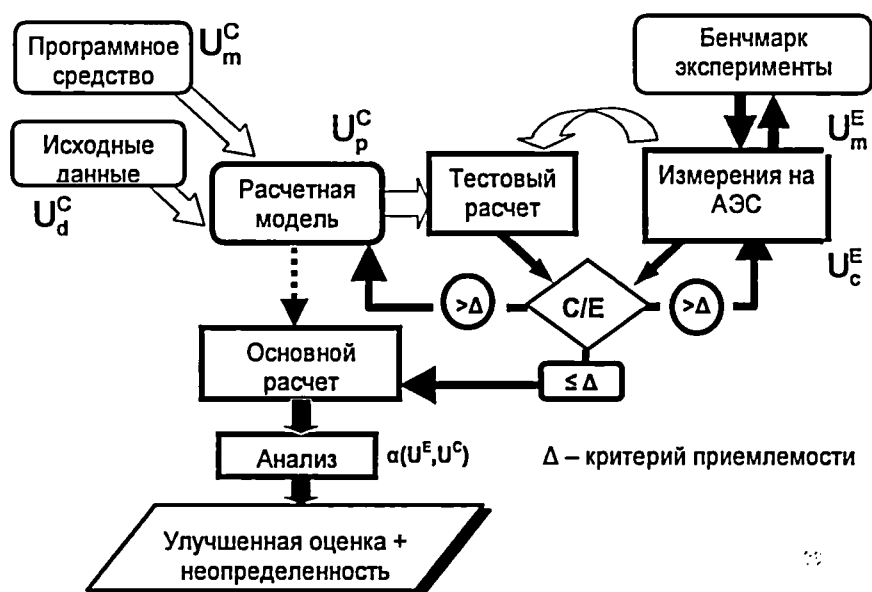 Программное
средство
U_m^C
Бенчмарк
эксперименты
Исходные
данные
U_d^C
U_p^C
U_m^E
Расчетная
модель
Тестовый
расчет
Измерения на
АЭС
U_c^E
>Δ
C/E
>Δ
Основной
расчет
≤ Δ
Анализ
α(U^E,U^C)
Δ – критерий приемлемости
Улучшенная оценка +
неопределенность